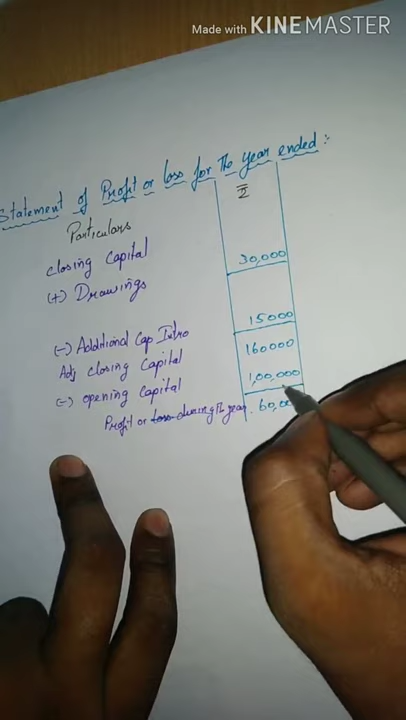 Made with KINEMASTER
Statement of Profit or loss for the year ended :-
Particulars ₹
closing Capital
(+) Drawings 30,000
(-) Additional Cap Intro 15000
Adj closing Capital 160000
(-) opening Capital 1,00,000
Profit or loss during the year. 60,00